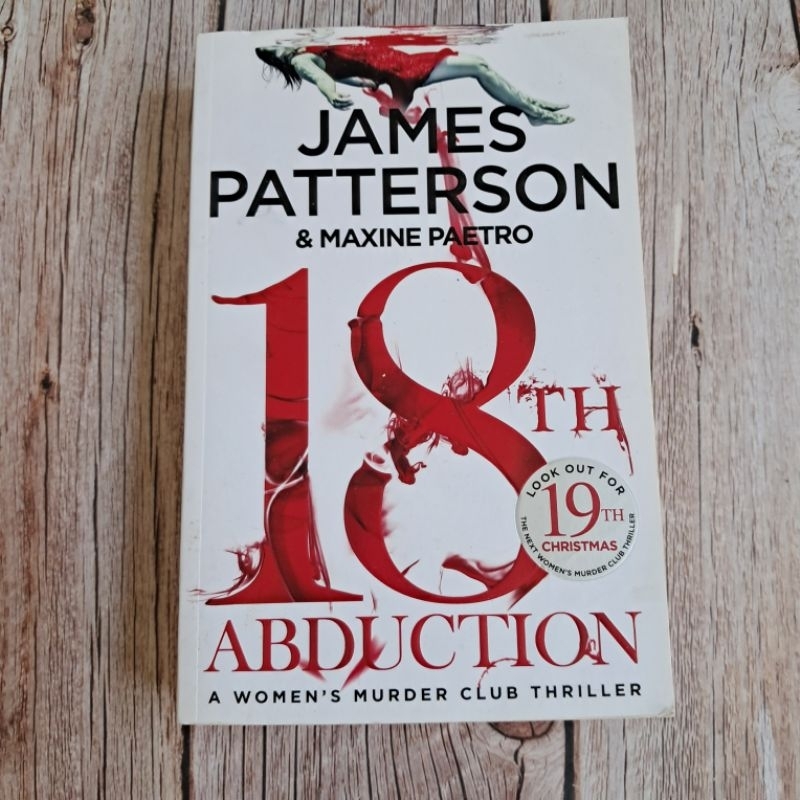 JAMES
PATTERSON
& MAXINE PAETRO
18TH
ABDUCTION
LOOK OUT FOR
19TH
CHRISTMAS
THE NEXT WOMEN'S MURDER CLUB THRILLER
A WOMEN'S MURDER CLUB THRILLER